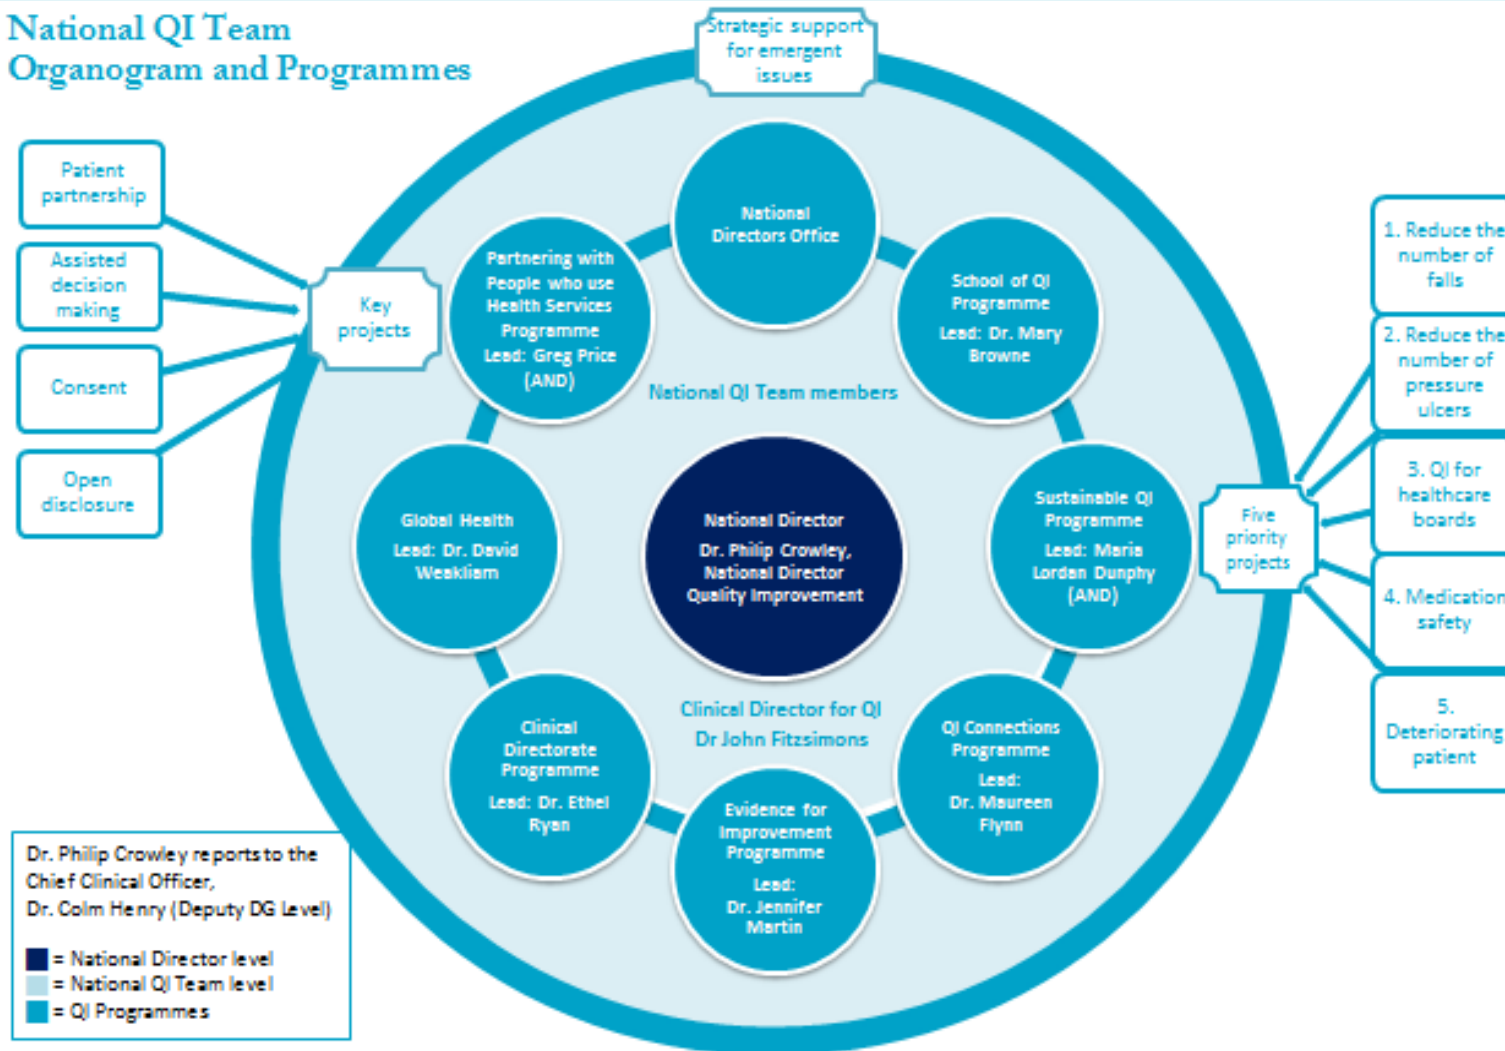 National QI Team
Organogram and Programmes
Strategic support
for emergent
issues
Patient
partnership
Assisted
decision
making
Consent
Open
disclosure
Key
projects
National
Directors Office
Partnering with
People who use
Health Services
Programme
Lead: Greg Price
(AND)
School of QI
Programme
Lead: Dr. Mary
Browne
National QI Team members
Global Health
Lead: Dr. David
Weakliam
National Director
Dr. Philip Crowley,
National Director
Quality Improvement
Sustainable QI
Programme
Lead: Maria
Lordan Dunphy
(AND)
Five
priority
projects
1. Reduce the
number of
falls
2. Reduce the
number of
pressure
ulcers
3. QI for
healthcare
boards
4. Medication
safety
5.
Deteriorating
patient
Clinical Director for QI
Dr John Fitzsimons
Clinical
Directorate
Programme
Lead: Dr. Ethel
Ryan
Evidence for
Improvement
Programme
Lead:
Dr. Jennifer
Martin
QI Connections
Programme
Lead:
Dr. Maureen
Flynn
Dr. Philip Crowley reports to the
Chief Clinical Officer,
Dr. Colm Henry (Deputy DG Level)
= National Director level
= National QI Team level
= QI Programmes